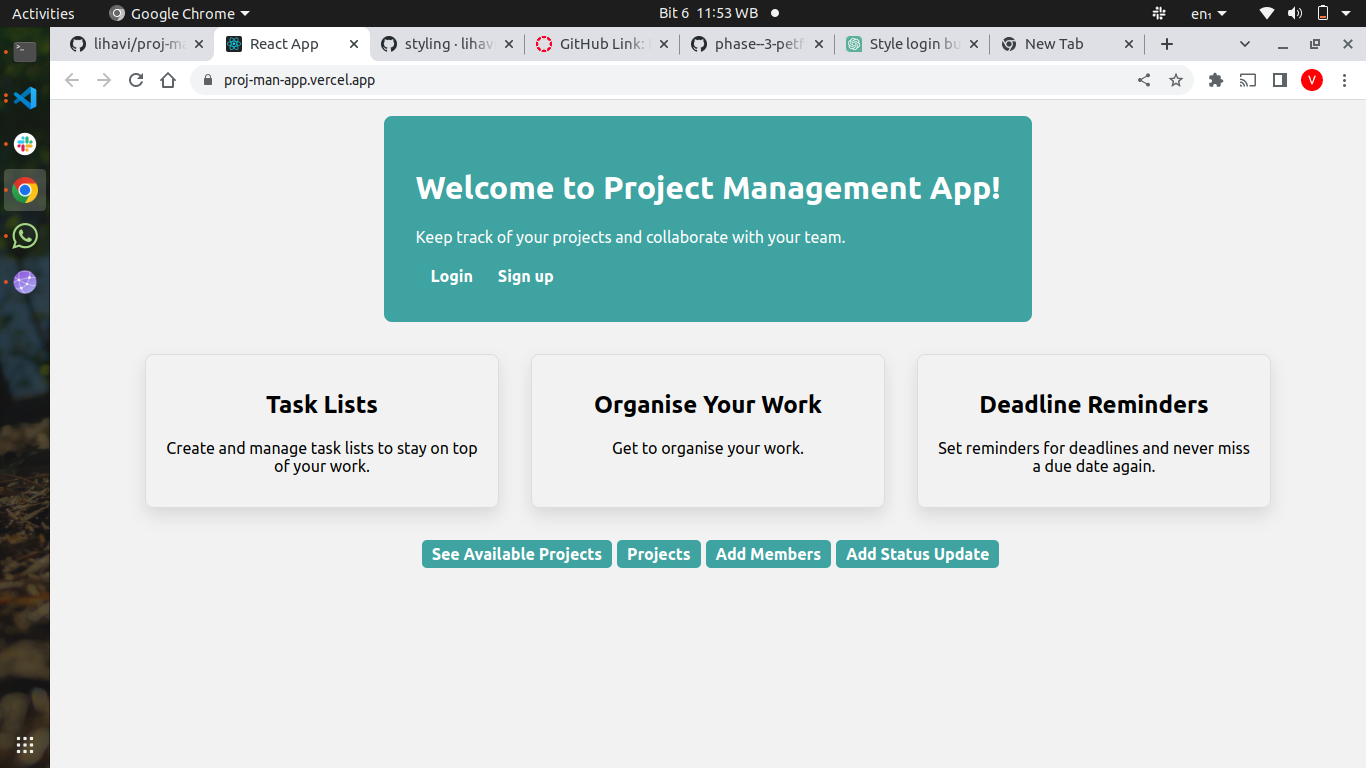 Activities Google Chrome Bit 6 11:53 WB en₁
lihavi/proj-ma React App styling · lihav GitHub Link: phase--3-petf Style login bu New Tab
proj-man-app.vercel.app V
Welcome to Project Management App!
Keep track of your projects and collaborate with your team.
Login Sign up
Task Lists Organise Your Work Deadline Reminders
Create and manage task lists to stay on top Get to organise your work. Set reminders for deadlines and never miss
of your work. a due date again.
See Available Projects Projects Add Members Add Status Update